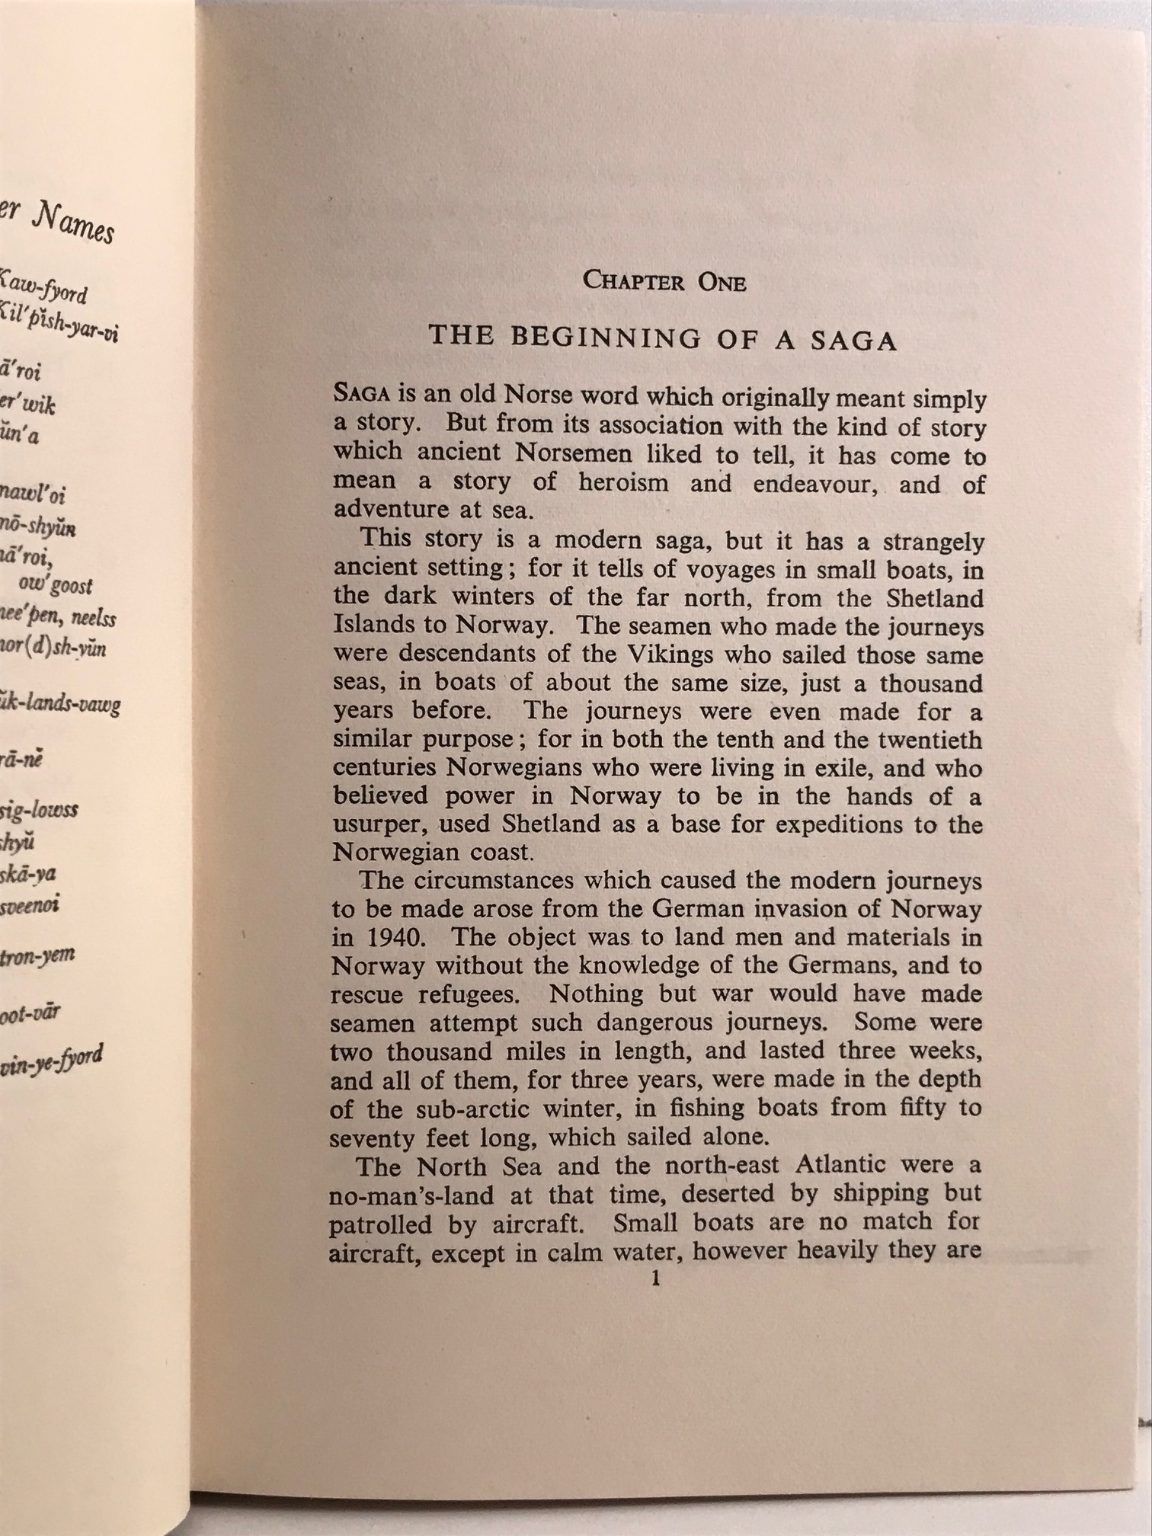 er Names
Kaw-fyord
Kil'pĭsh-yar-vi
ā'roi
er'wik
ŭn'a
nawl'oi
nō-shyŭn
nā'roi,
ow'goost
nee'pen, neelss
nor(d)sh-yŭn
ŭk-lands-vawg
rā-nĕ
sig-lowss
shyŭ
skā-ya
sveenoi
tron-yem
oot-vār
vin-ye-fyord
CHAPTER ONE
THE BEGINNING OF A SAGA
SAGA is an old Norse word which originally meant simply
a story. But from its association with the kind of story
which ancient Norsemen liked to tell, it has come to
mean a story of heroism and endeavour, and of
adventure at sea.
This story is a modern saga, but it has a strangely
ancient setting; for it tells of voyages in small boats, in
the dark winters of the far north, from the Shetland
Islands to Norway. The seamen who made the journeys
were descendants of the Vikings who sailed those same
seas, in boats of about the same size, just a thousand
years before. The journeys were even made for a
similar purpose; for in both the tenth and the twentieth
centuries Norwegians who were living in exile, and who
believed power in Norway to be in the hands of a
usurper, used Shetland as a base for expeditions to the
Norwegian coast.
The circumstances which caused the modern journeys
to be made arose from the German invasion of Norway
in 1940. The object was to land men and materials in
Norway without the knowledge of the Germans, and to
rescue refugees. Nothing but war would have made
seamen attempt such dangerous journeys. Some were
two thousand miles in length, and lasted three weeks,
and all of them, for three years, were made in the depth
of the sub-arctic winter, in fishing boats from fifty to
seventy feet long, which sailed alone.
The North Sea and the north-east Atlantic were a
no-man's-land at that time, deserted by shipping but
patrolled by aircraft. Small boats are no match for
aircraft, except in calm water, however heavily they are
1